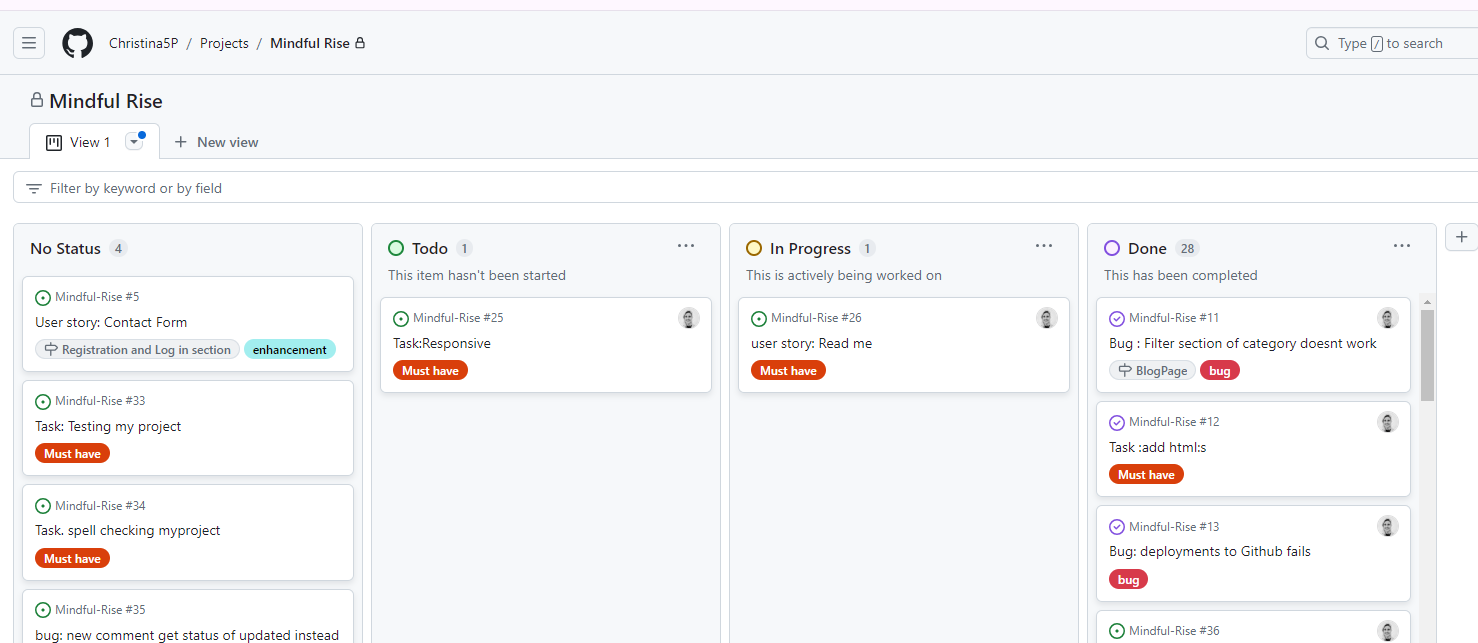 Christina5P / Projects / Mindful Rise
Type / to search
Mindful Rise
View 1
New view
Filter by keyword or by field
No Status 4
Mindful-Rise #5
User story: Contact Form
Registration and Log in section enhancement
Mindful-Rise #33
Task: Testing my project
Must have
Mindful-Rise #34
Task. spell checking myproject
Must have
Mindful-Rise #35
bug: new comment get status of updated instead
Todo 1
This item hasn't been started
Mindful-Rise #25
Task:Responsive
Must have
In Progress 1
This is actively being worked on
Mindful-Rise #26
user story: Read me
Must have
Done 28
This has been completed
Mindful-Rise #11
Bug : Filter section of category doesnt work
BlogPage bug
Mindful-Rise #12
Task :add html:s
Must have
Mindful-Rise #13
Bug: deployments to Github fails
bug
Mindful-Rise #36